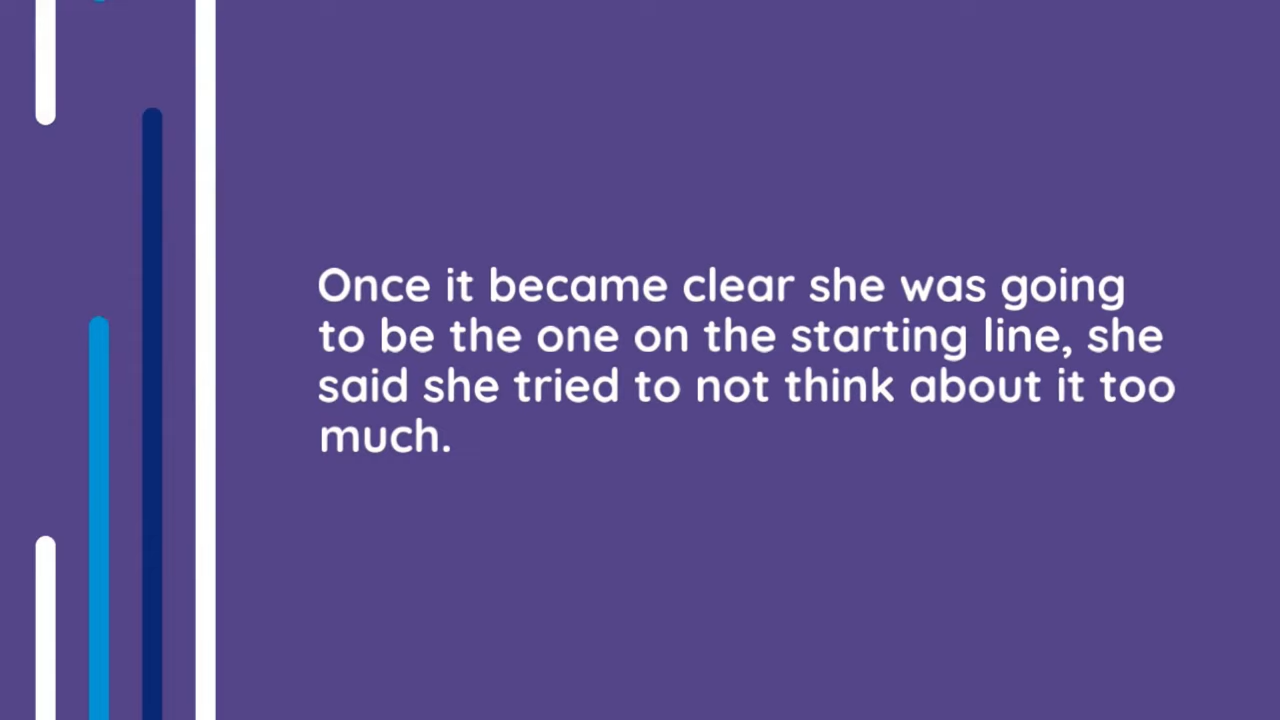 Once it became clear she was going
to be the one on the starting line, she
said she tried to not think about it too
much.